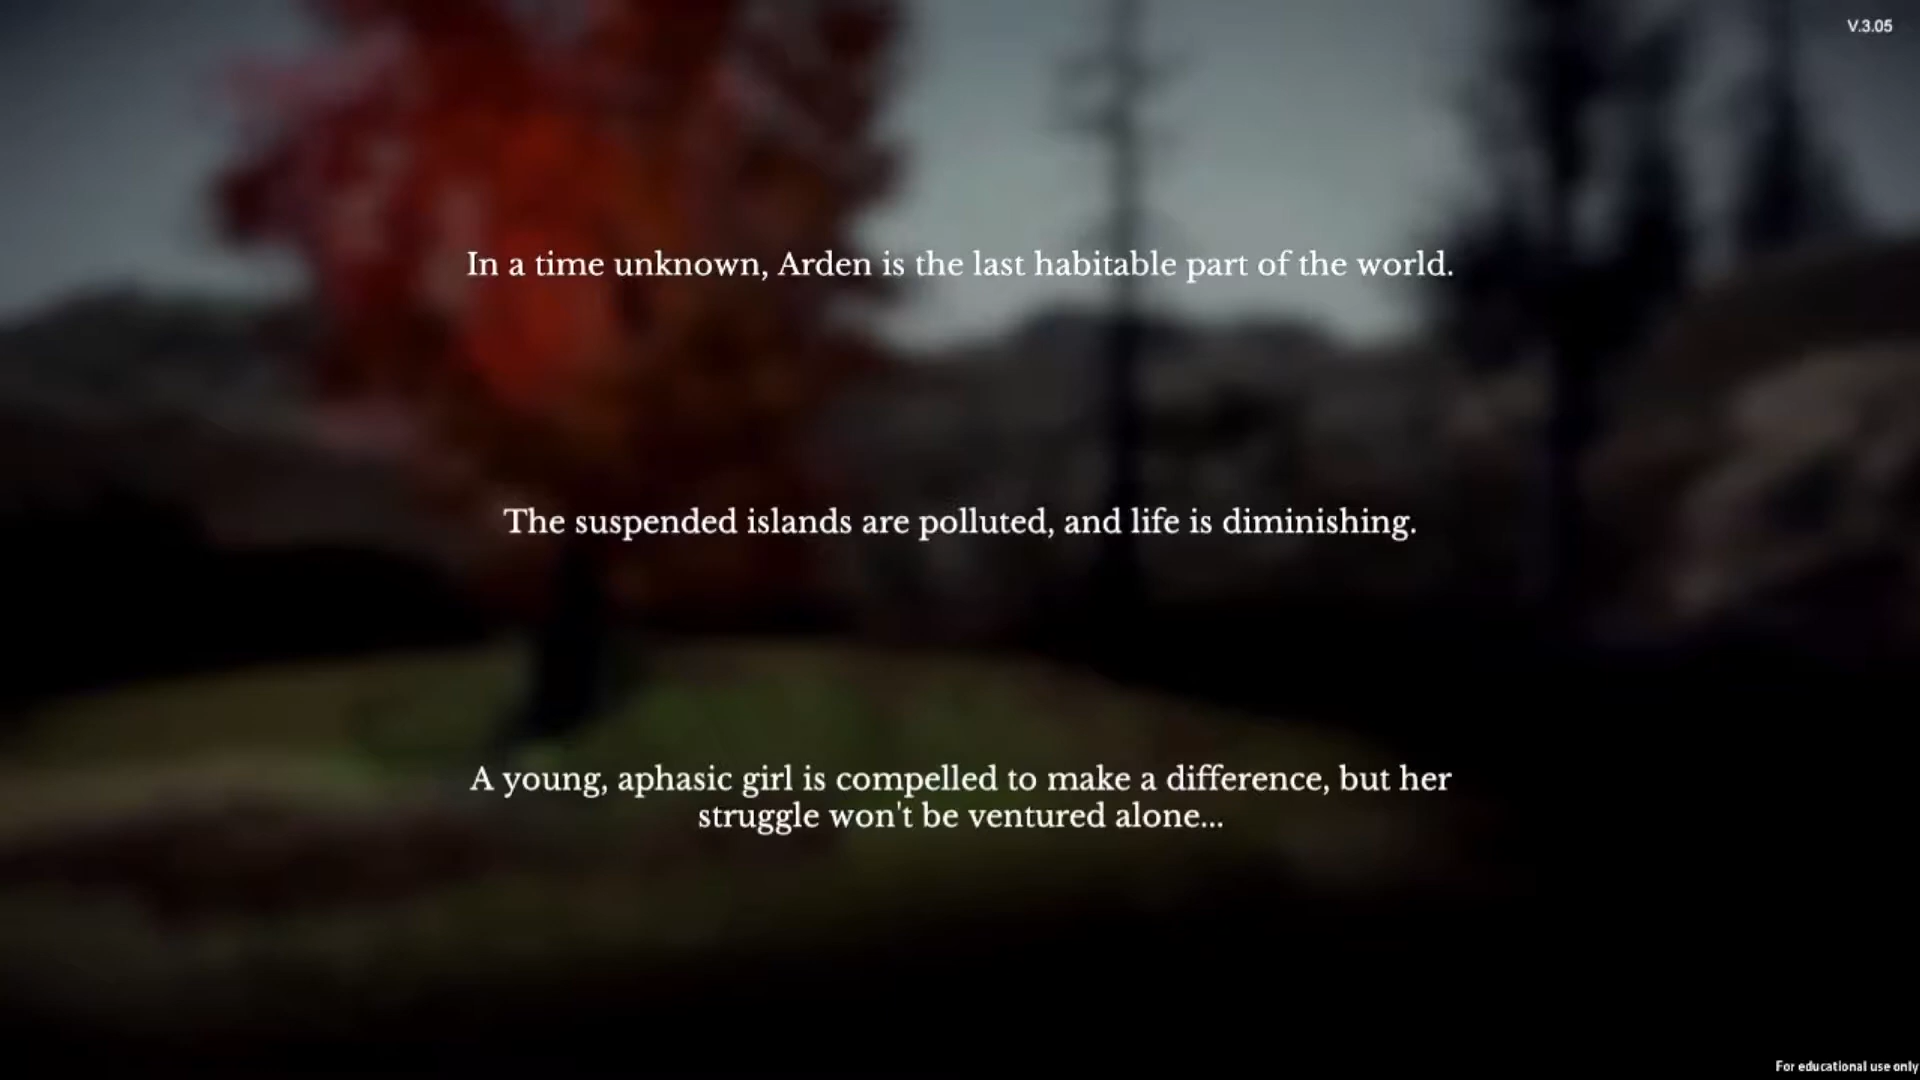 V.3.05
In a time unknown, Arden is the last habitable part of the world.
The suspended islands are polluted, and life is diminishing.
A young, aphasic girl is compelled to make a difference, but her
struggle won't be ventured alone...
For educational use only